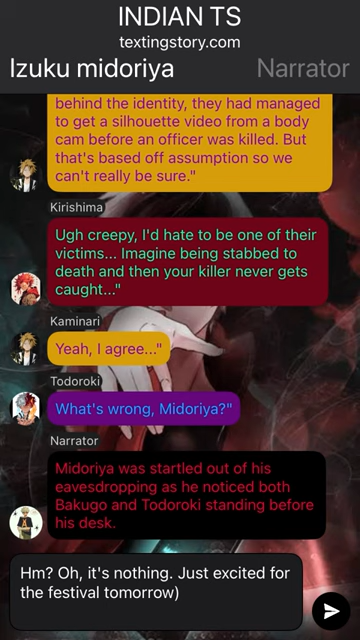 INDIAN TS
textingstory.com
Izuku midoriya
Narrator
behind the identity, they had managed
to get a silhouette video from a body
cam before an officer was killed. But
that's based off assumption so we
can't really be sure."
Kirishima
Ugh creepy, I'd hate to be one of their
victims... Imagine being stabbed to
death and then your killer never gets
caught..."
Kaminari
Yeah, I agree..."
Todoroki
What's wrong, Midoriya?"
Narrator
Midoriya was startled out of his
eavesdropping as he noticed both
Bakugo and Todoroki standing before
his desk.
Hm? Oh, it's nothing. Just excited for
the festival tomorrow)